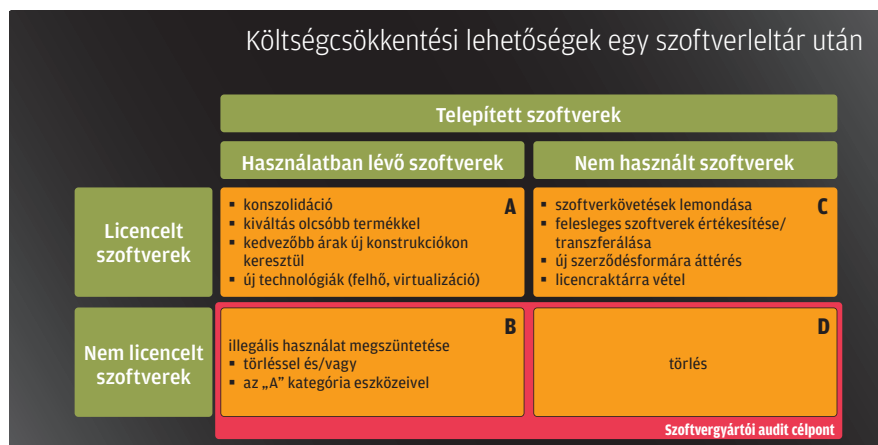 Költségcsökkentési lehetőségek egy szoftverleltár után
Telepített szoftverek
Használatban lévő szoftverek
Nem használt szoftverek
Licencelt
szoftverek
▪ konszolidáció
▪ kiváltás olcsóbb termékkel
▪ kedvezőbb árak új konstrukciókon
keresztül
▪ új technológiák (felhő, virtualizáció)
A
▪ szoftverkövetések lemondása
▪ felesleges szoftverek értékesítése/
transzferálása
▪ új szerződésformára áttérés
▪ licencraktárra vétel
C
Nem licencelt
szoftverek
illegális használat megszüntetése
▪ törléssel és/vagy
▪ az „A” kategória eszközeivel
B
törlés
D
Szoftvergyártói audit célpont